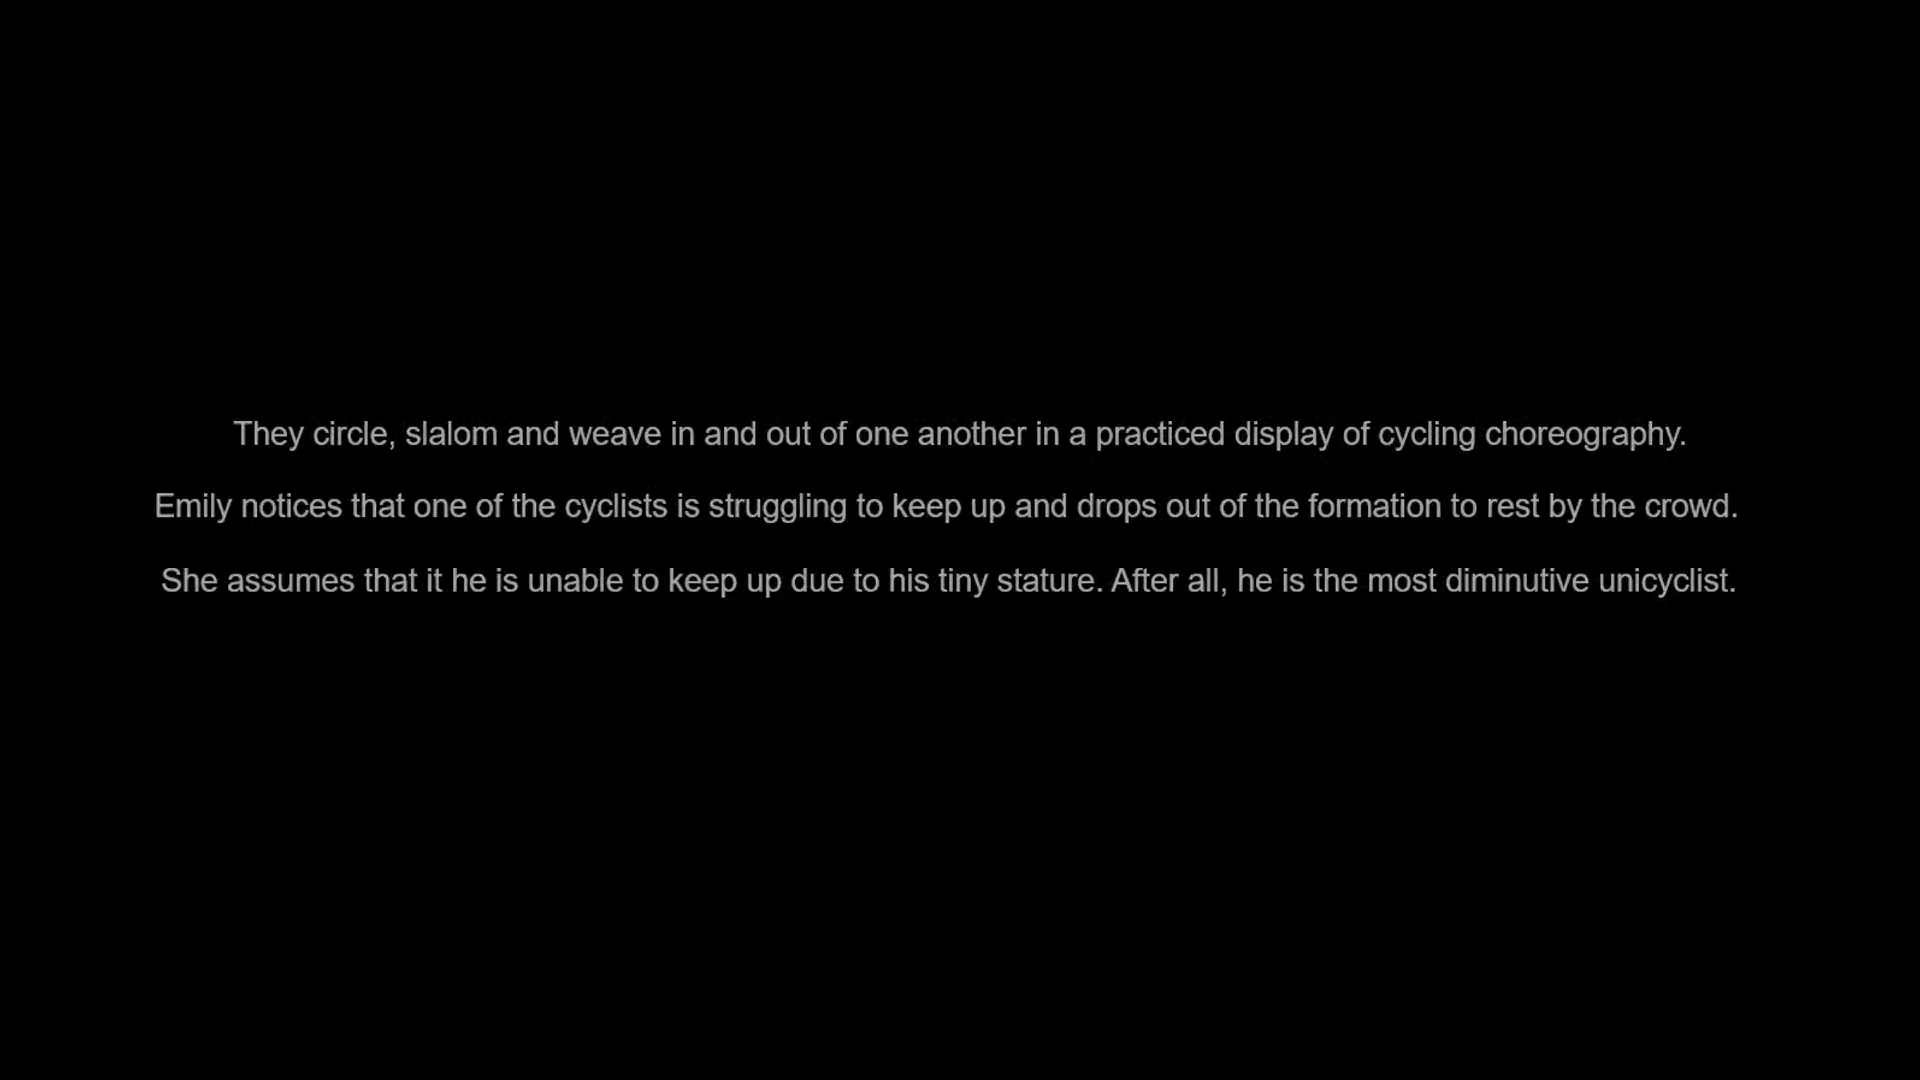 They circle, slalom and weave in and out of one another in a practiced display of cycling choreography.
Emily notices that one of the cyclists is struggling to keep up and drops out of the formation to rest by the crowd.
She assumes that it he is unable to keep up due to his tiny stature. After all, he is the most diminutive unicyclist.